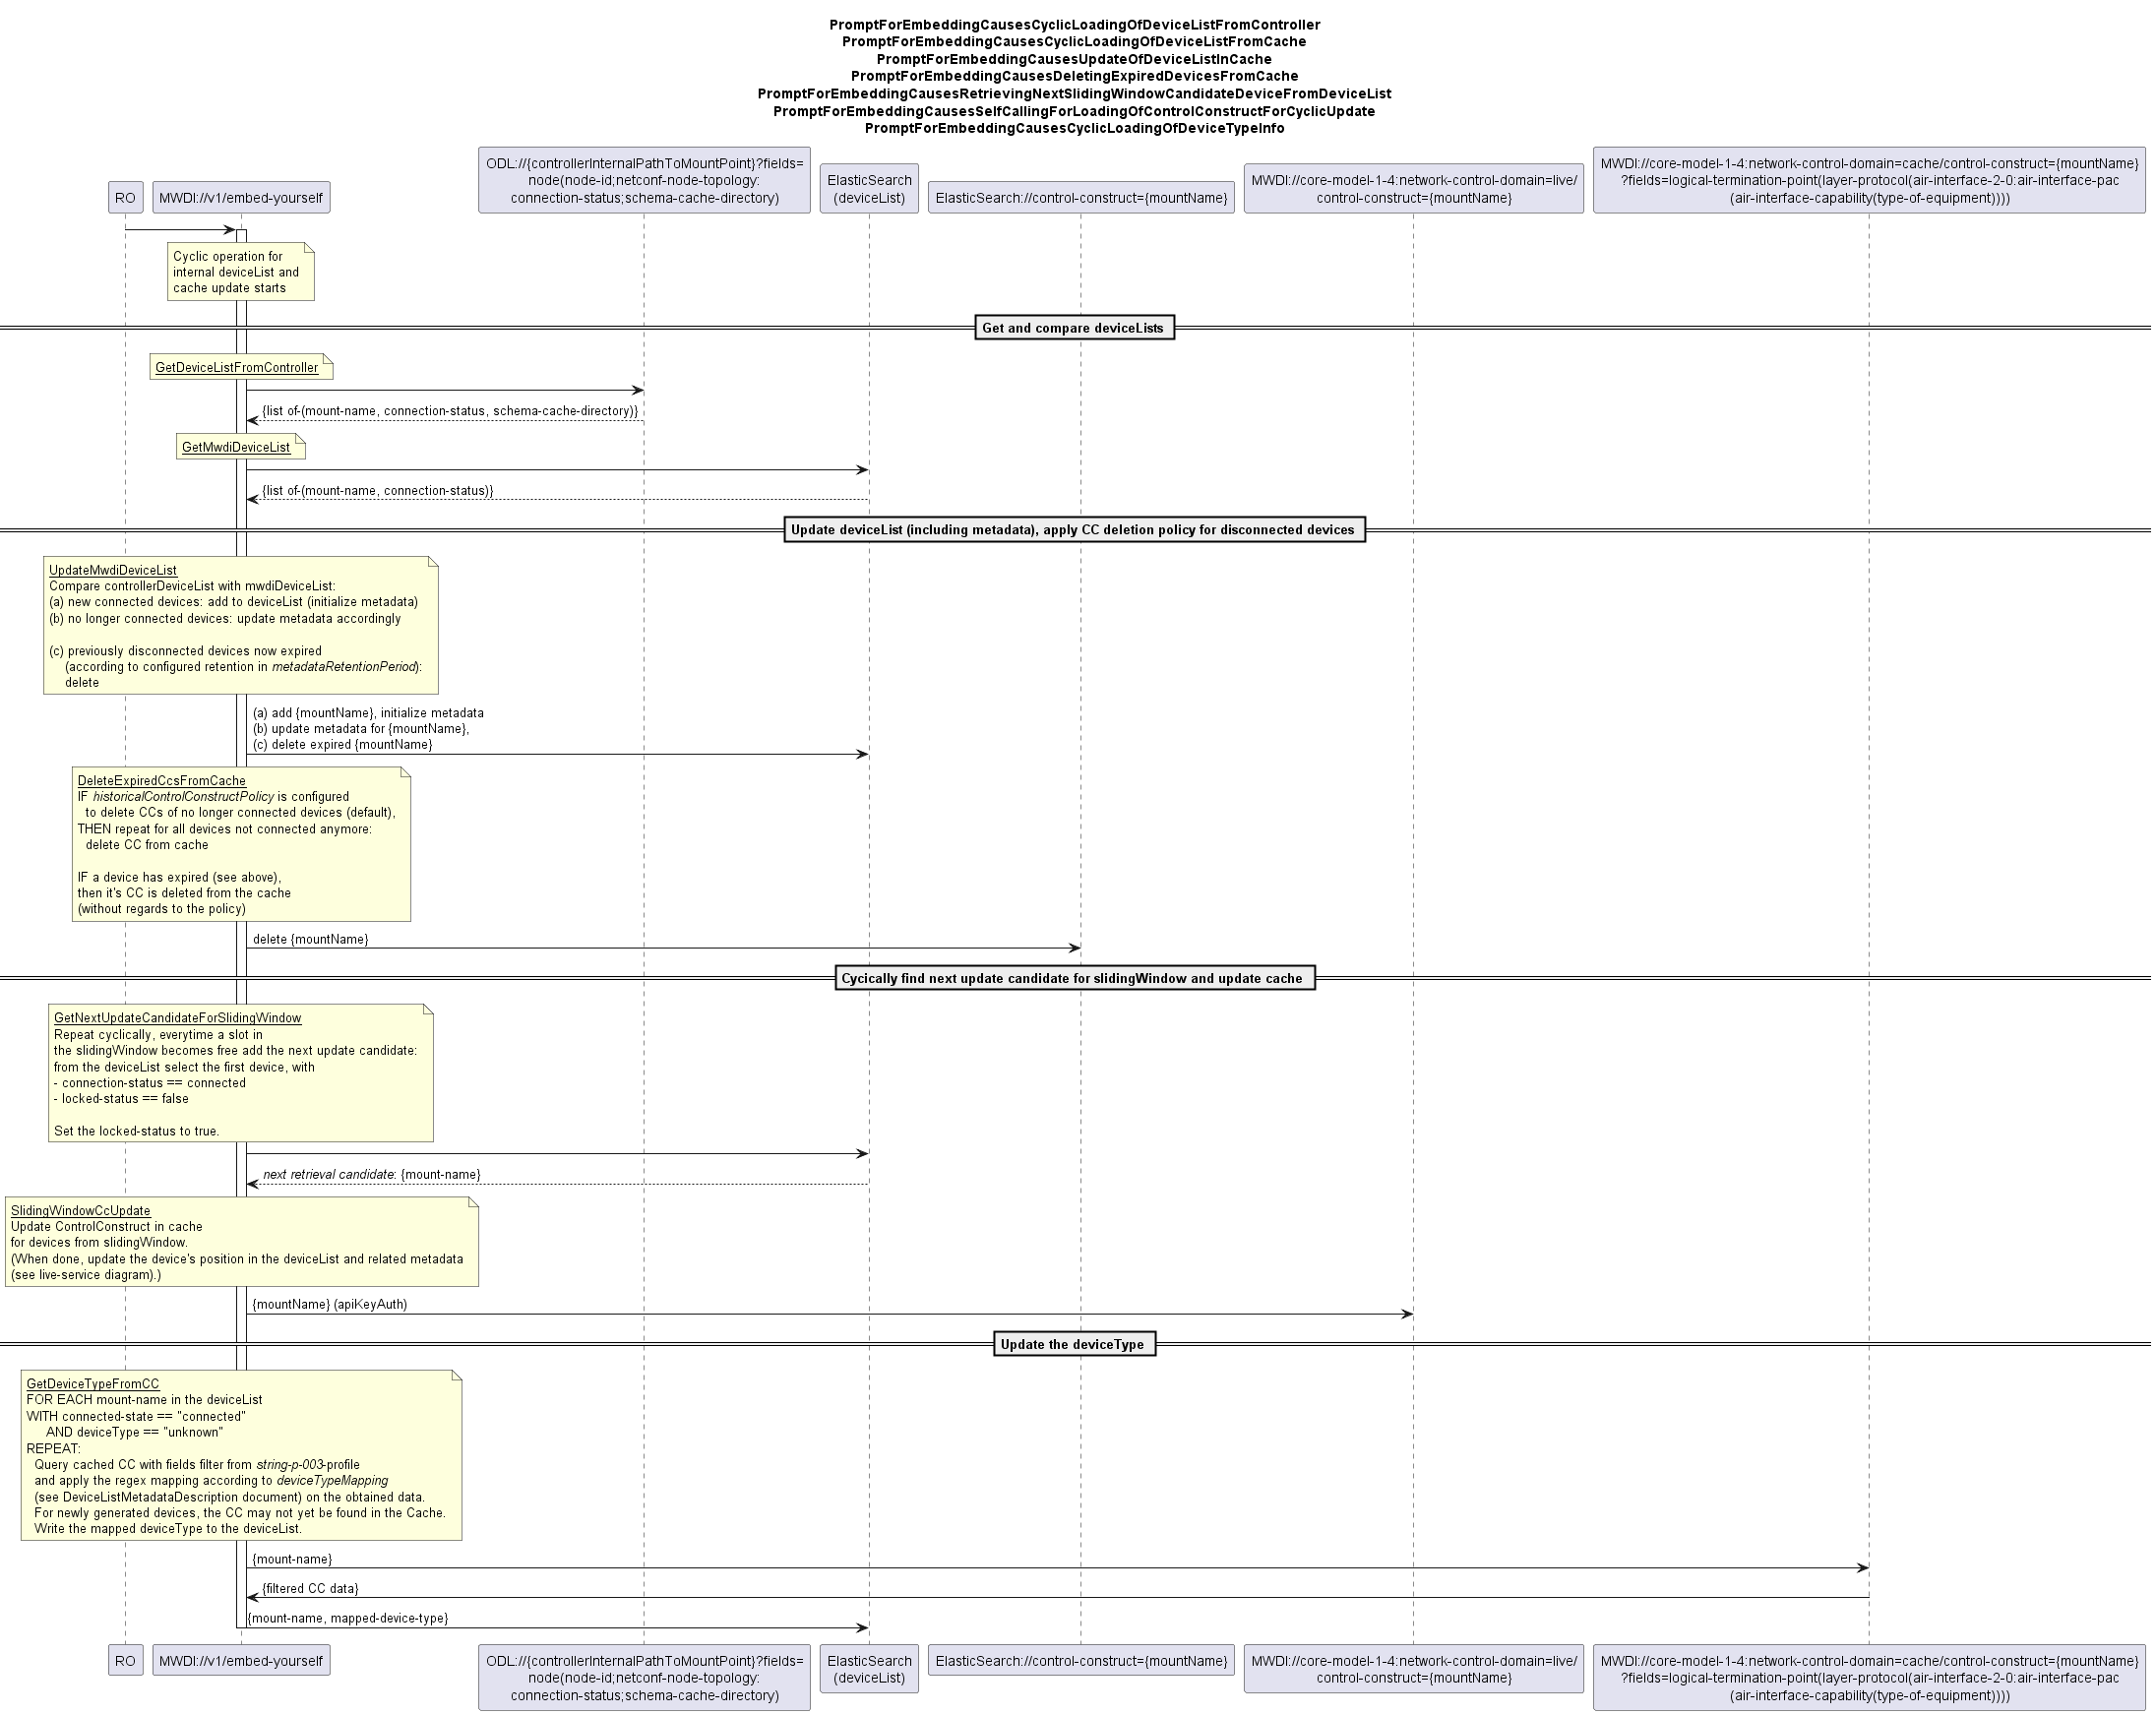 PromptForEmbeddingCausesCyclicLoadingOfDeviceListFromController
PromptForEmbeddingCausesCyclicLoadingOfDeviceListFromCache
PromptForEmbeddingCausesUpdateOfDeviceListInCache
PromptForEmbeddingCausesDeletingExpiredDevicesFromCache
PromptForEmbeddingCausesRetrievingNextSlidingWindowCandidateDeviceFromDeviceList
PromptForEmbeddingCausesSelfCallingForLoadingOfControlConstructForCyclicUpdate
PromptForEmbeddingCausesCyclicLoadingOfDeviceTypeInfo
RO
MWDI://v1/embed-yourself
ODL://{controllerInternalPathToMountPoint}?fields=
node(node-id;netconf-node-topology:
connection-status;schema-cache-directory)
ElasticSearch
(deviceList)
ElasticSearch://control-construct={mountName}
MWDI://core-model-1-4:network-control-domain=live/
control-construct={mountName}
MWDI://core-model-1-4:network-control-domain=cache/control-construct={mountName}
?fields=logical-termination-point(layer-protocol(air-interface-2-0:air-interface-pac
(air-interface-capability(type-of-equipment))))
Cyclic operation for
internal deviceList and
cache update starts
Get and compare deviceLists
GetDeviceListFromController
{list of-(mount-name, connection-status, schema-cache-directory)}
GetMwdiDeviceList
{list of-(mount-name, connection-status)}
Update deviceList (including metadata), apply CC deletion policy for disconnected devices
UpdateMwdiDeviceList
Compare controllerDeviceList with mwdiDeviceList:
(a) new connected devices: add to deviceList (initialize metadata)
(b) no longer connected devices: update metadata accordingly
(c) previously disconnected devices now expired
(according to configured retention in metadataRetentionPeriod):
delete
(a) add {mountName}, initialize metadata
(b) update metadata for {mountName},
(c) delete expired {mountName}
DeleteExpiredCcsFromCache
IF historicalControlConstructPolicy is configured
to delete CCs of no longer connected devices (default),
THEN repeat for all devices not connected anymore:
delete CC from cache
IF a device has expired (see above),
then it's CC is deleted from the cache
(without regards to the policy)
delete {mountName}
Cycically find next update candidate for slidingWindow and update cache
GetNextUpdateCandidateForSlidingWindow
Repeat cyclically, everytime a slot in
the slidingWindow becomes free add the next update candidate:
from the deviceList select the first device, with
- connection-status == connected
- locked-status == false
Set the locked-status to true.
next retrieval candidate: {mount-name}
SlidingWindowCcUpdate
Update ControlConstruct in cache
for devices from slidingWindow.
(When done, update the device's position in the deviceList and related metadata
(see live-service diagram).)
{mountName} (apiKeyAuth)
Update the deviceType
GetDeviceTypeFromCC
FOR EACH mount-name in the deviceList
WITH connected-state == "connected"
AND deviceType == "unknown"
REPEAT:
Query cached CC with fields filter from string-p-003-profile
and apply the regex mapping according to deviceTypeMapping
(see DeviceListMetadataDescription document) on the obtained data.
For newly generated devices, the CC may not yet be found in the Cache.
Write the mapped deviceType to the deviceList.
{mount-name}
{filtered CC data}
{mount-name, mapped-device-type}
RO
MWDI://v1/embed-yourself
ODL://{controllerInternalPathToMountPoint}?fields=
node(node-id;netconf-node-topology:
connection-status;schema-cache-directory)
ElasticSearch
(deviceList)
ElasticSearch://control-construct={mountName}
MWDI://core-model-1-4:network-control-domain=live/
control-construct={mountName}
MWDI://core-model-1-4:network-control-domain=cache/control-construct={mountName}
?fields=logical-termination-point(layer-protocol(air-interface-2-0:air-interface-pac
(air-interface-capability(type-of-equipment))))